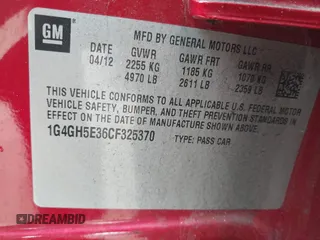 GM
MFD BY GENERAL MOTORS LLC
04/12 GVWR GAWR FRT GAWR RR
2255 KG 1185 KG 1070 KG
4970 LB 2611 LB 2359 LB
THIS VEHICLE CONFORMS TO ALL APPLICABLE U.S. FEDERAL MOTOR
VEHICLE SAFETY, BUMPER, AND THEFT PREVENTION STANDARDS IN
EFFECT ON THE DATE OF MANUFACTURE SHOWN ABOVE.
1G4GH5E36CF325370 TYPE: PASS CAR
DREAMBID